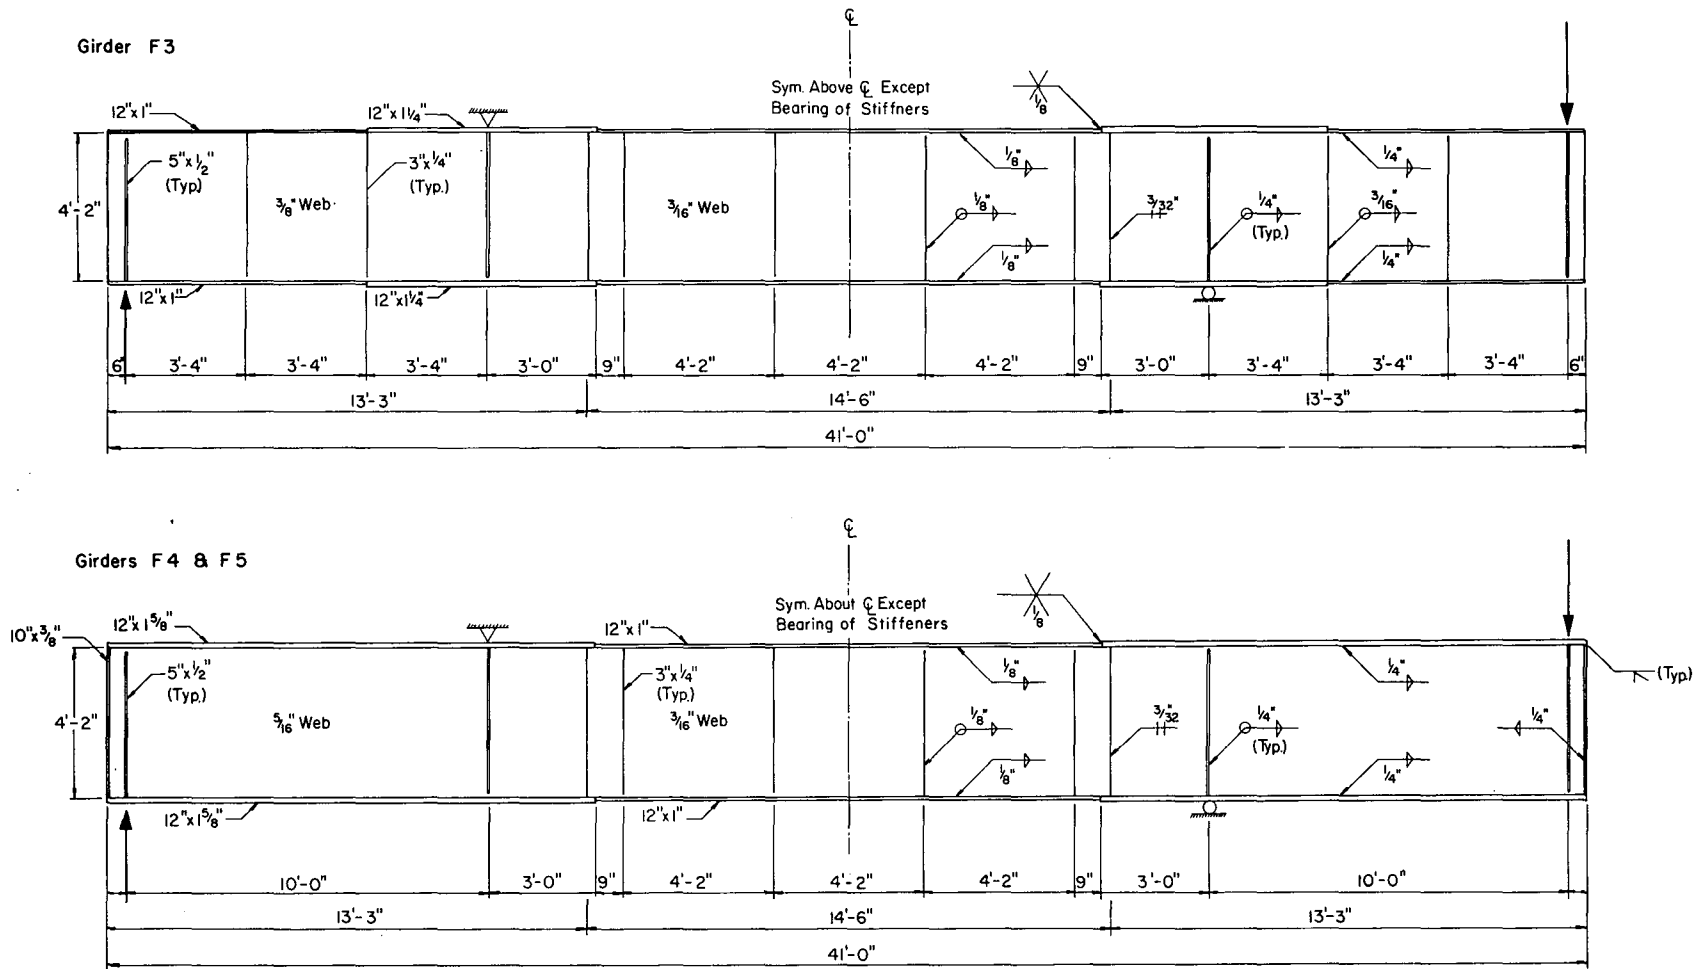 ℄
Girder F3
Sym. Above ℄ Except
Bearing of Stiffners
1/8
12"x1"
12"x1 1/4"
5"x1/2"
(Typ.)
3"x1/4"
(Typ.)
1/8"
1/4"
4'-2"
3/8" Web
3/16" Web
1/8"
3/32"
1/4"
(Typ.)
3/16"
1/8"
1/4"
12"x1"
12"x1 1/4"
6" 3'-4" 3'-4" 3'-4" 3'-0" 9" 4'-2" 4'-2" 4'-2" 9" 3'-0" 3'-4" 3'-4" 3'-4" 6"
13'-3" 14'-6" 13'-3"
41'-0"
℄
Girders F4 & F5
Sym. About ℄ Except
Bearing of Stiffeners
1/8
10"x3/8"
12"x1 5/8"
12"x1"
5"x1/2"
(Typ.)
3"x1/4"
(Typ.)
1/8"
1/4"
(Typ.)
4'-2"
5/16" Web
3/16" Web
1/8"
3/32"
1/4"
(Typ.)
1/4"
1/8"
1/4"
12"x1 5/8"
12"x1"
10'-0" 3'-0" 9" 4'-2" 4'-2" 4'-2" 9" 3'-0" 10'-0"
13'-3" 14'-6" 13'-3"
41'-0"